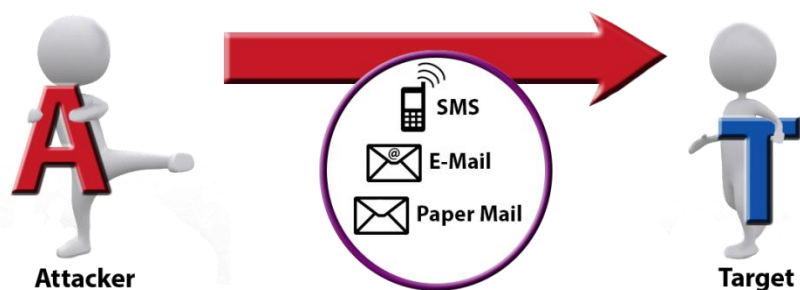 A
SMS
@
E-Mail
Paper Mail
T
Attacker
Target